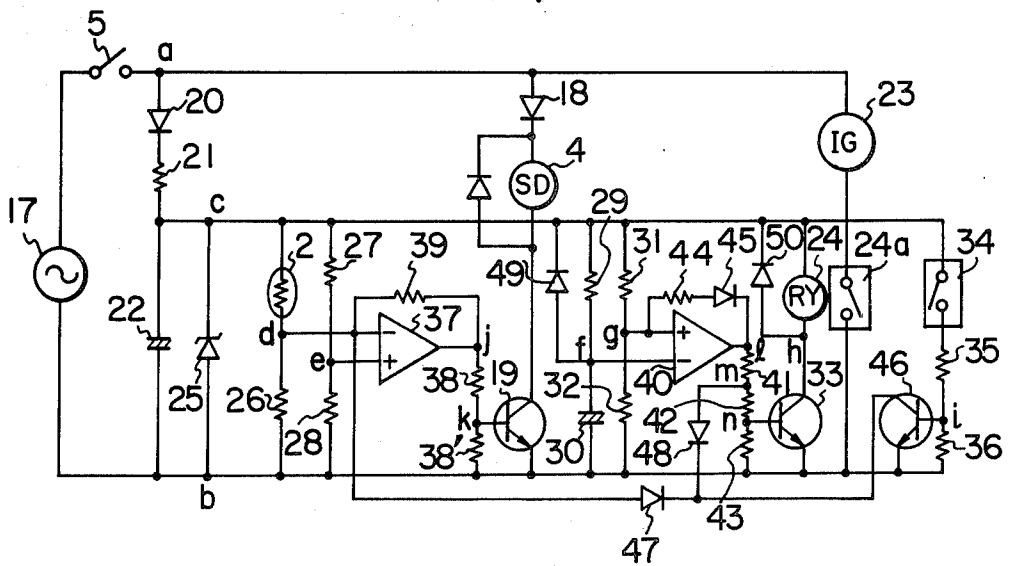 5 a
20 18 23
IG
21 4
SD
17 c 29
2 27 39 31 44 45 50 24 24a 34
49 RY
22 37 g + f l h
d − j
e + − 40 m 41 46 35
25 26 38 19 32 42 33
28 k 30 48 n i 36
38'
b 43
47